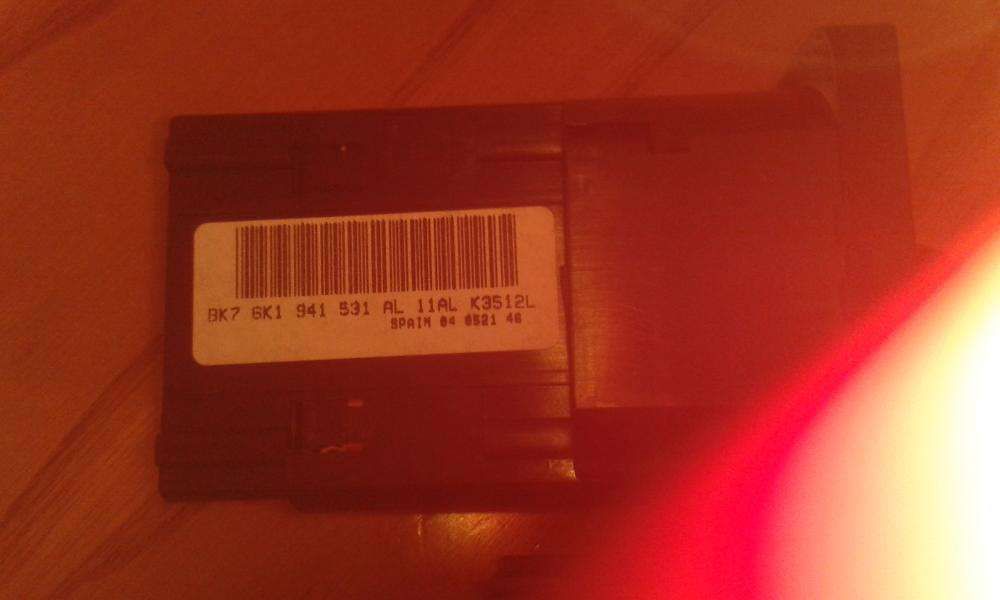 BK7 6K1 941 531 AL 11AL K3512L
SPAIN 04 0521 46